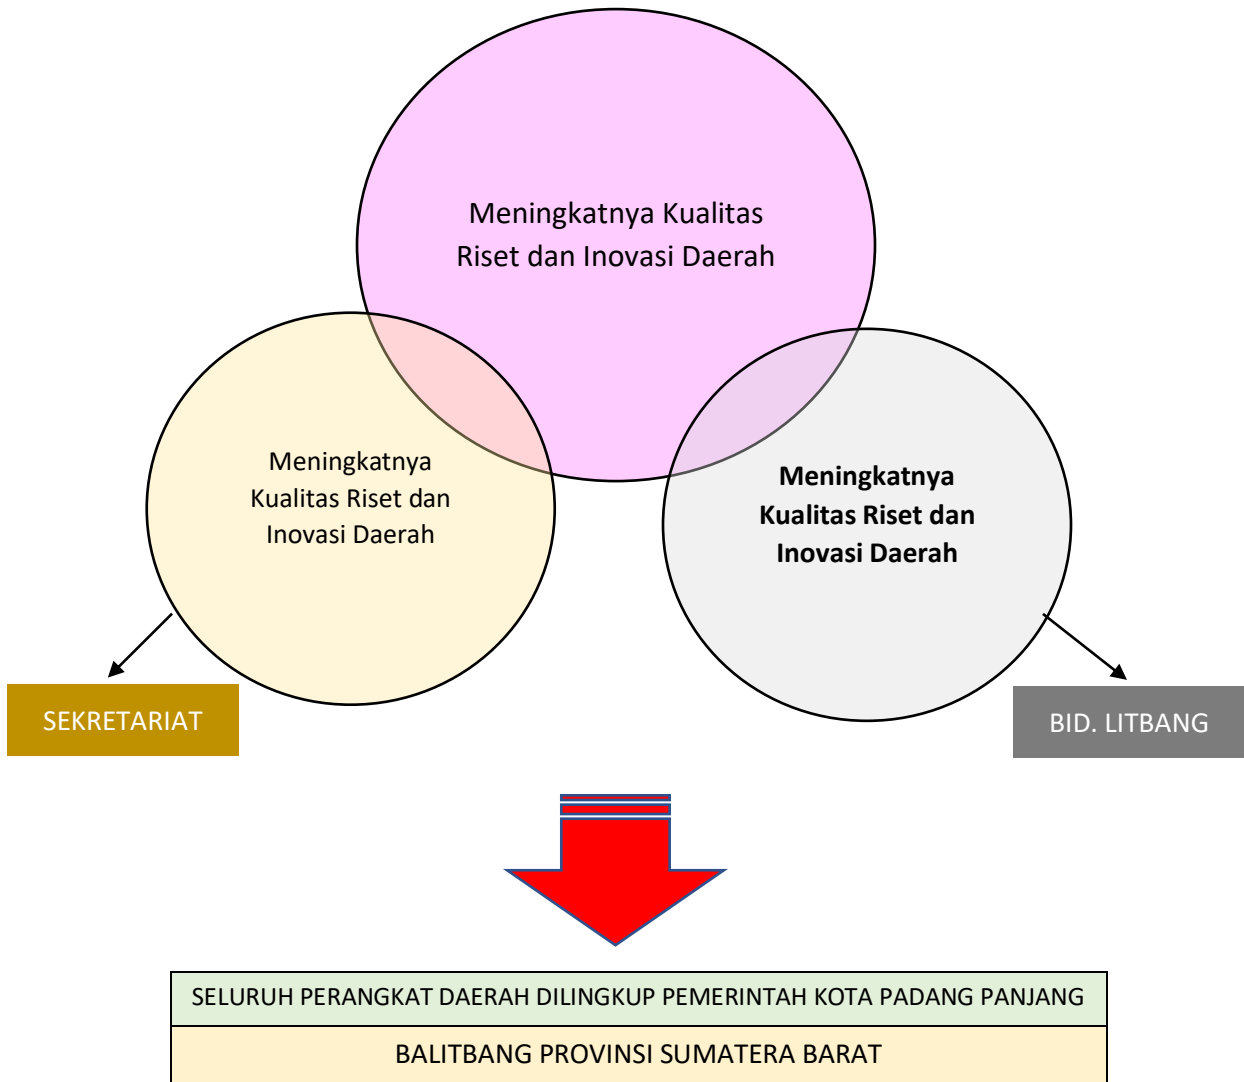 Meningkatnya Kualitas
Riset dan Inovasi Daerah
Meningkatnya
Kualitas Riset dan
Inovasi Daerah
Meningkatnya
Kualitas Riset dan
Inovasi Daerah
SEKRETARIAT
BID. LITBANG
SELURUH PERANGKAT DAERAH DILINGKUP PEMERINTAH KOTA PADANG PANJANG
BALITBANG PROVINSI SUMATERA BARAT